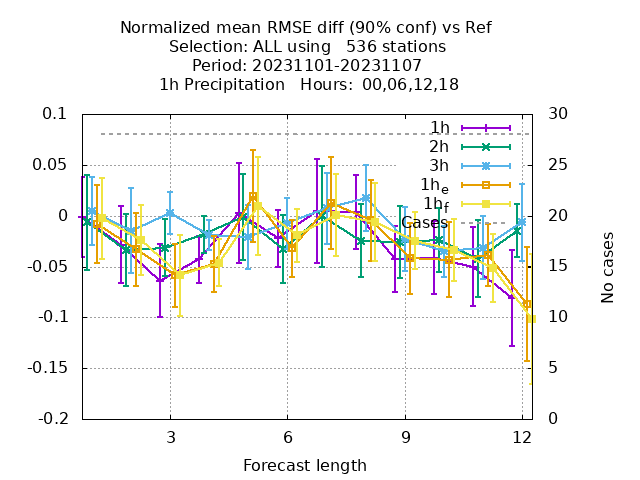 Normalized mean RMSE diff (90% conf) vs Ref
Selection: ALL using   536 stations
Period: 20231101-20231107
1h Precipitation   Hours:  00,06,12,18
0.1
0.05
0
-0.05
-0.1
-0.15
-0.2
30
25
20
15
10
5
0
1h
2h
3h
1he
1hf
Cases
No cases
3
6
9
12
Forecast length